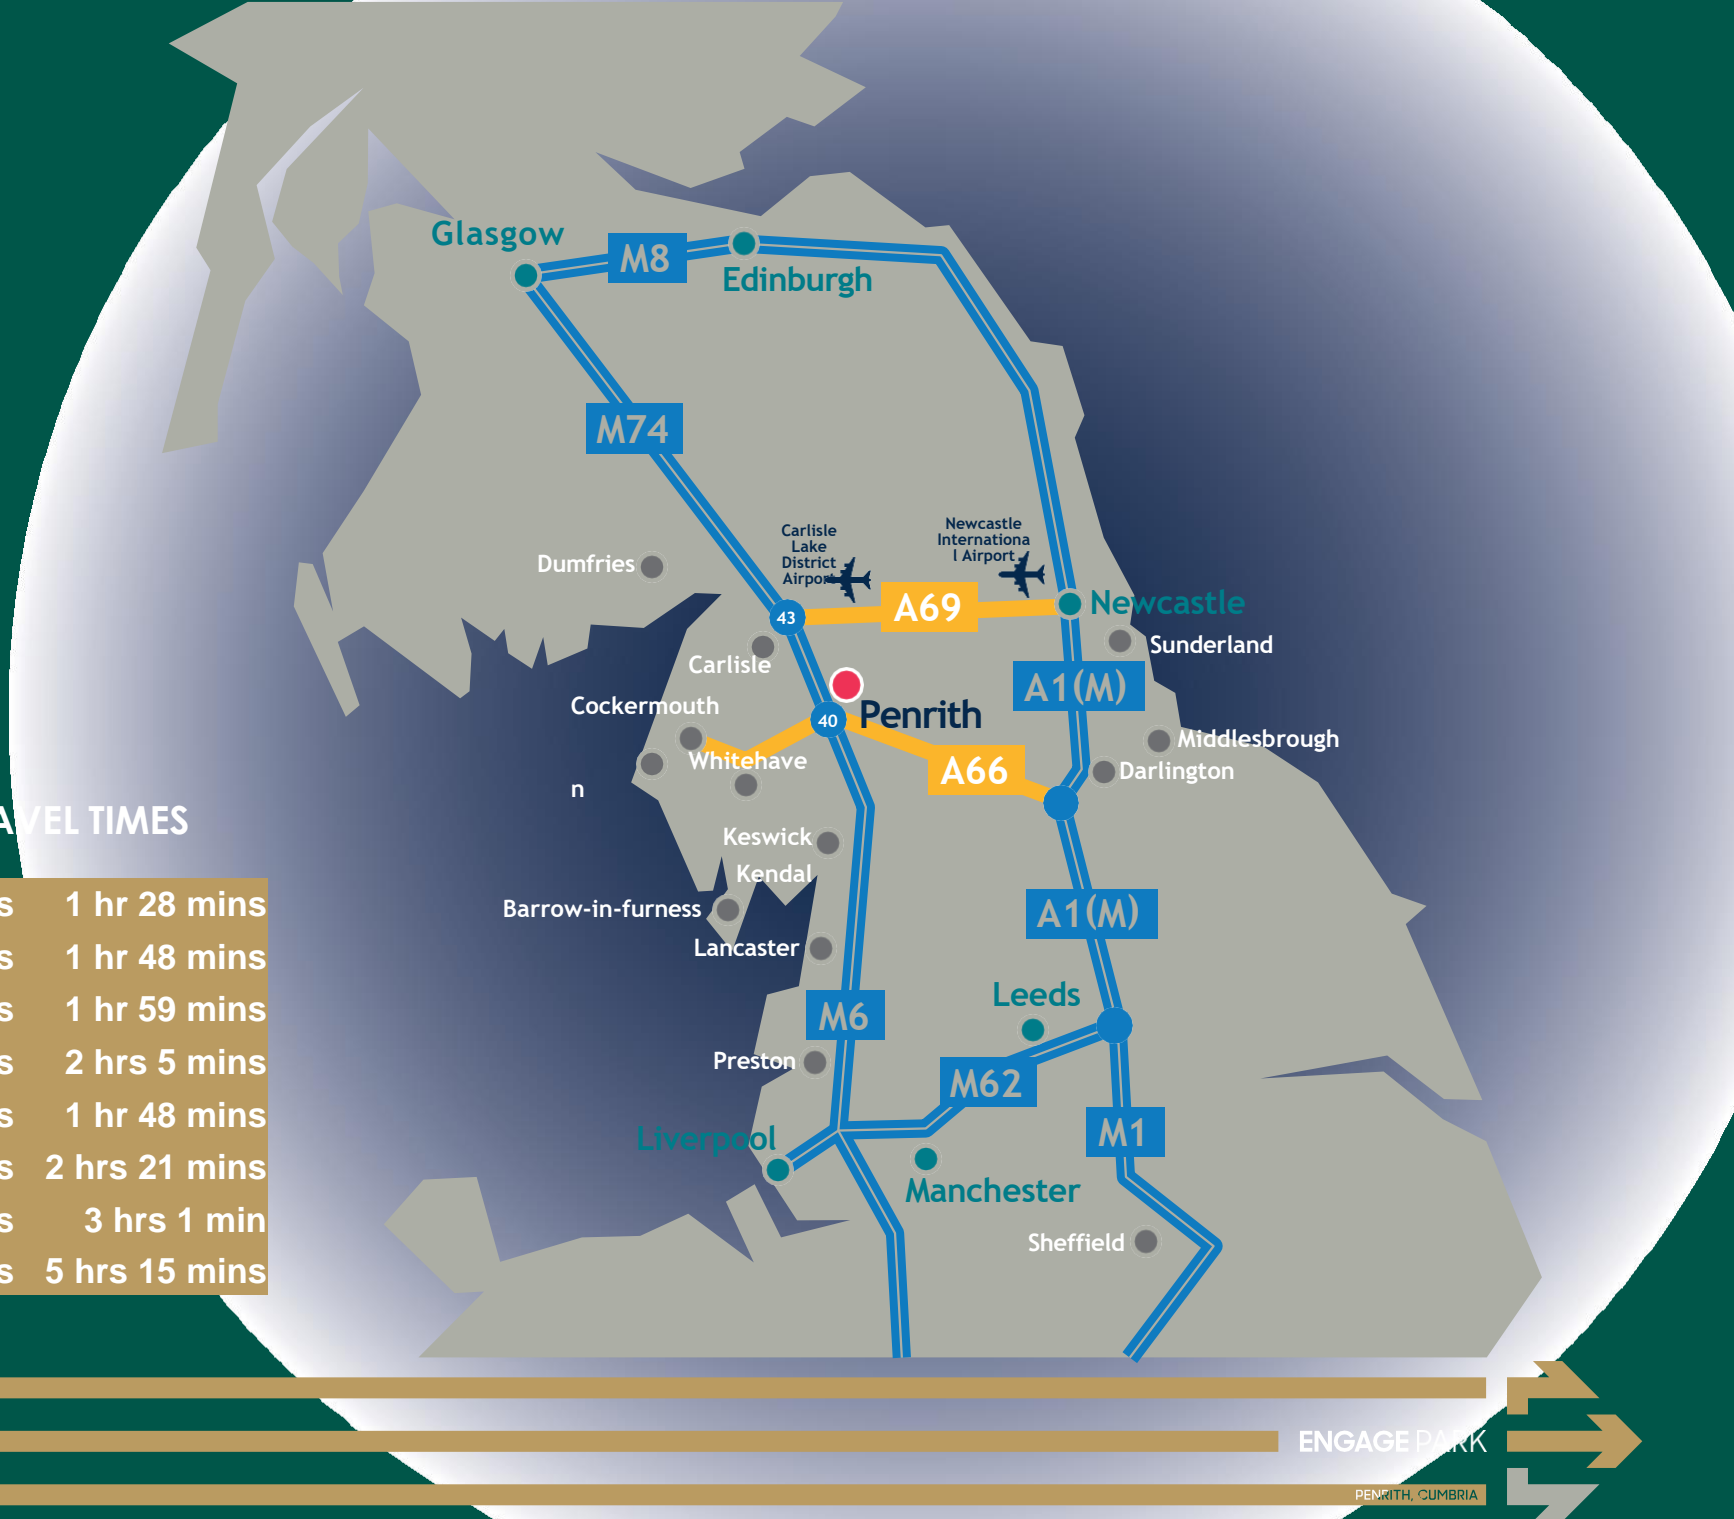 Glasgow
M8
Edinburgh
M74
Carlisle
Lake
District
Airport
Newcastle
Internationa
l Airport
Dumfries
A69
Newcastle
43
Sunderland
Carlisle
A1(M)
Cockermouth
40
Penrith
Middlesbrough
Whitehave
n
A66
Darlington
AVEL TIMES
Keswick
Kendal
s 1 hr 28 mins
Barrow-in-furness
A1(M)
s 1 hr 48 mins
Lancaster
s 1 hr 59 mins
Leeds
M6
s 2 hrs 5 mins
Preston
M62
s 1 hr 48 mins
Liverpool
M1
s 2 hrs 21 mins
Manchester
s 3 hrs 1 min
Sheffield
s 5 hrs 15 mins
ENGAGE PARK
PENRITH, CUMBRIA